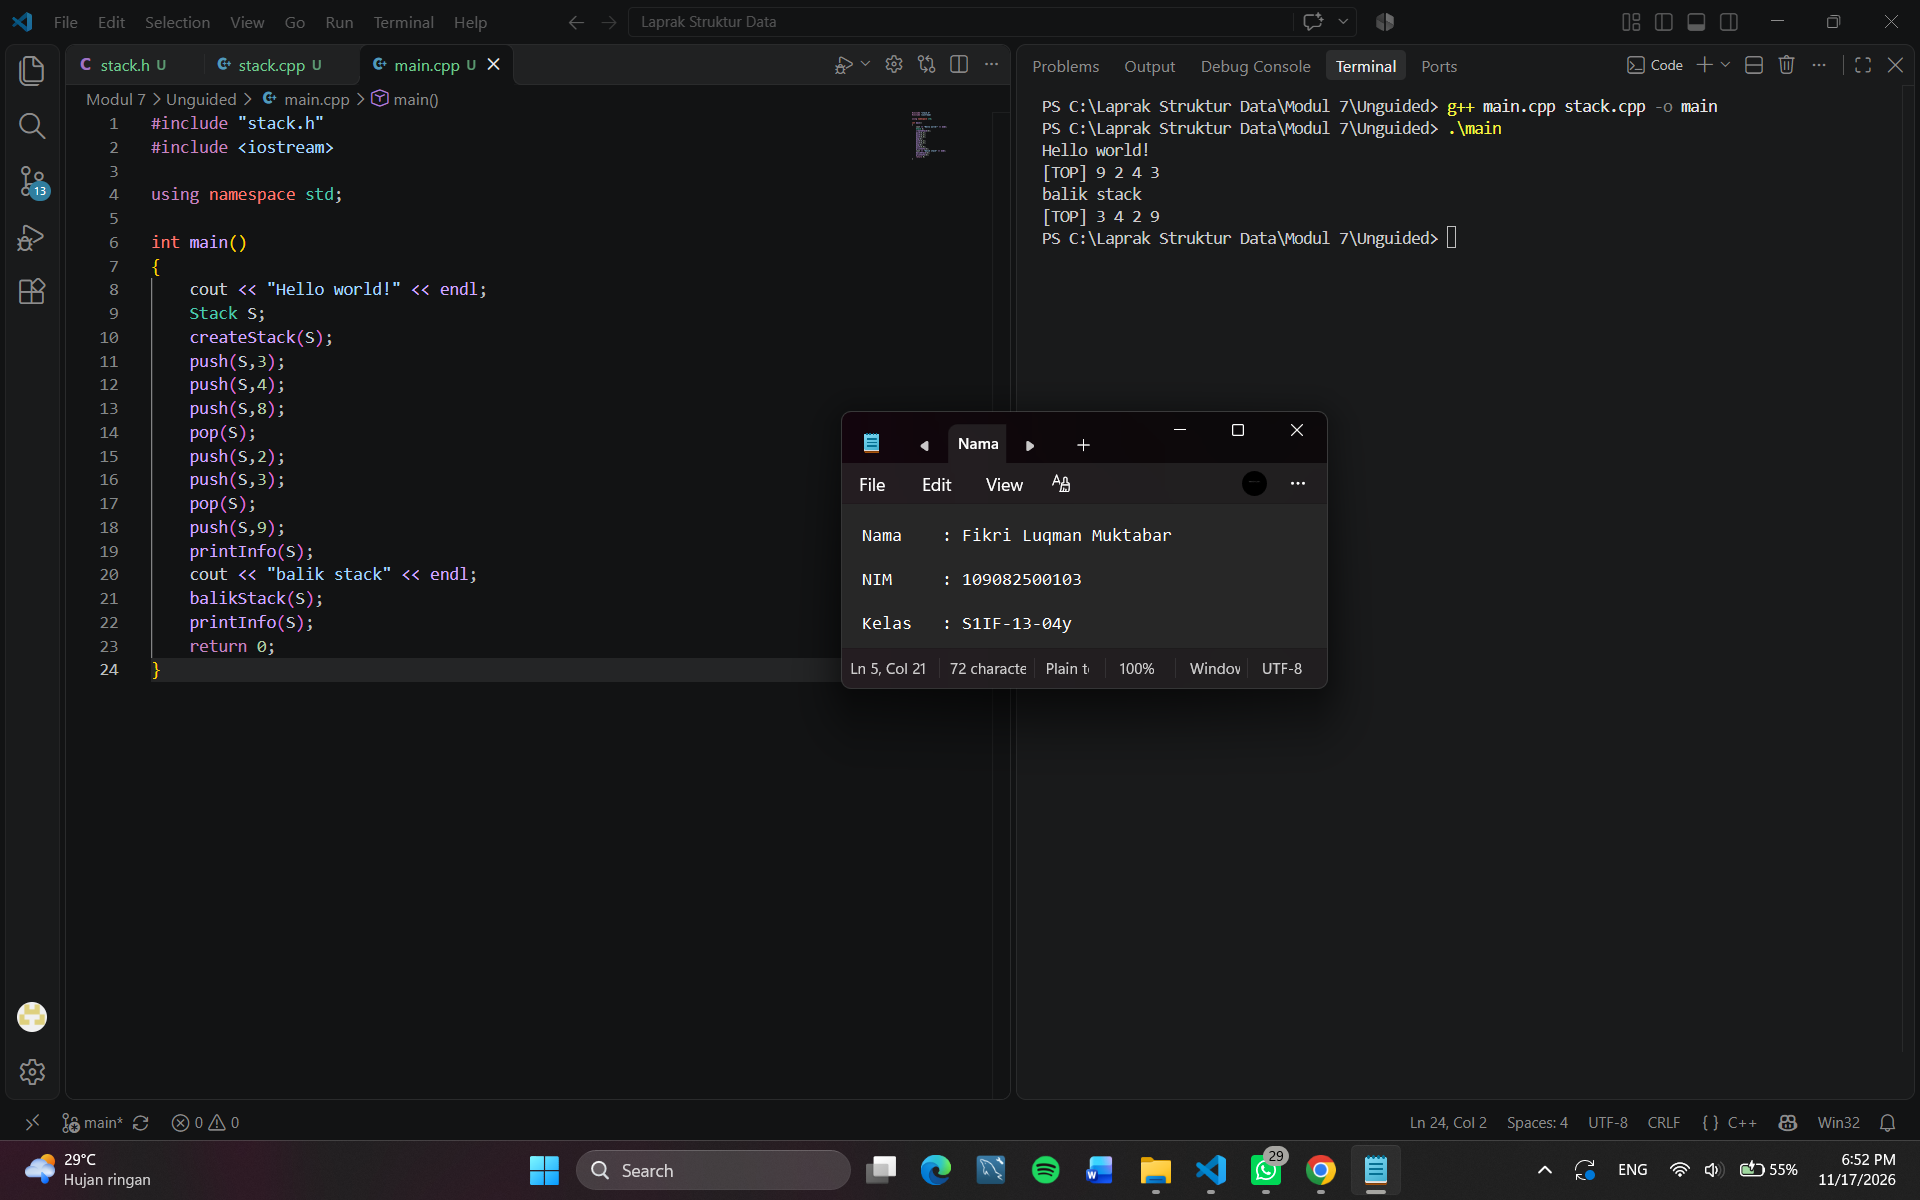 File Edit Selection View Go Run Terminal Help
Laprak Struktur Data
stack.h U
stack.cpp U
main.cpp U
Modul 7 > Unguided > main.cpp > main()
1 #include "stack.h"
2 #include <iostream>
3
4 using namespace std;
5
6 int main()
7 {
8 cout << "Hello world!" << endl;
9 Stack S;
10 createStack(S);
11 push(S,3);
12 push(S,4);
13 push(S,8);
14 pop(S);
15 push(S,2);
16 push(S,3);
17 pop(S);
18 push(S,9);
19 printInfo(S);
20 cout << "balik stack" << endl;
21 balikStack(S);
22 printInfo(S);
23 return 0;
24 }
13
Problems Output Debug Console Terminal Ports
Code
PS C:\Laprak Struktur Data\Modul 7\Unguided> g++ main.cpp stack.cpp -o main
PS C:\Laprak Struktur Data\Modul 7\Unguided> .\main
Hello world!
[TOP] 9 2 4 3
balik stack
[TOP] 3 4 2 9
PS C:\Laprak Struktur Data\Modul 7\Unguided>
Nama
File Edit View
Nama : Fikri Luqman Muktabar
NIM : 109082500103
Kelas : S1IF-13-04y
Ln 5, Col 21 72 characte Plain t 100% Window UTF-8
main* 0 0
Ln 24, Col 2 Spaces: 4 UTF-8 CRLF { } C++ Win32
29°C
Hujan ringan
Search
29
ENG
55%
6:52 PM
11/17/2026